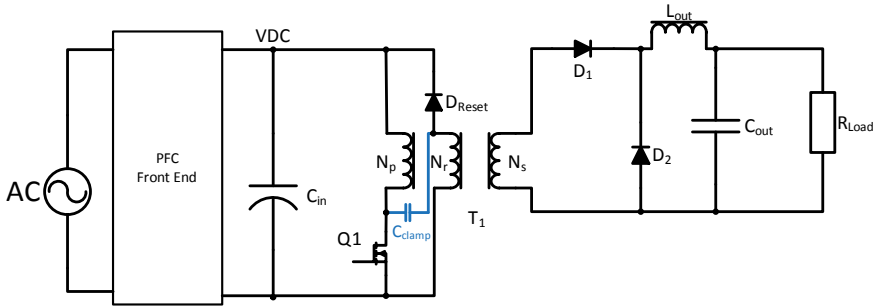 VDC
L_out
D_1
D_Reset
PFC
Front End
C_out
R_Load
N_p
N_r
N_s
D_2
AC
C_in
C_clamp
T_1
Q1